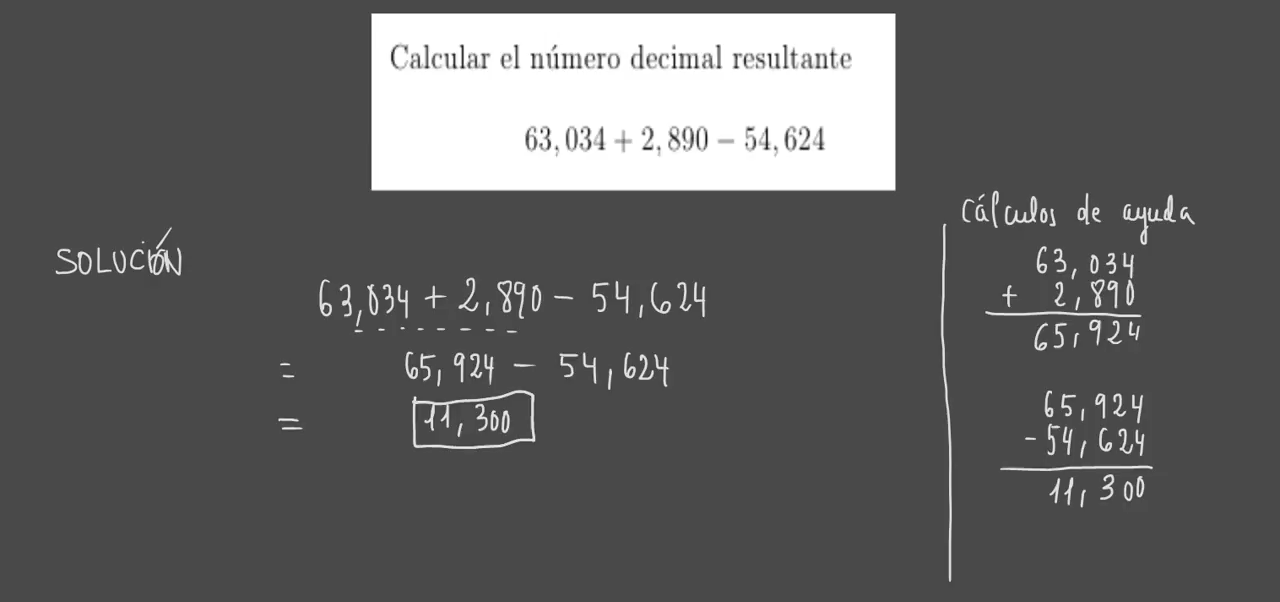 Calcular el número decimal resultante
63,034 + 2,890 − 54,624
SOLUCIÓN
63,034 + 2,890 − 54,624
= 65,924 − 54,624
= 11,300
Cálculos de ayuda
63,034
+ 2,890
65,924
65,924
- 54,624
11,300